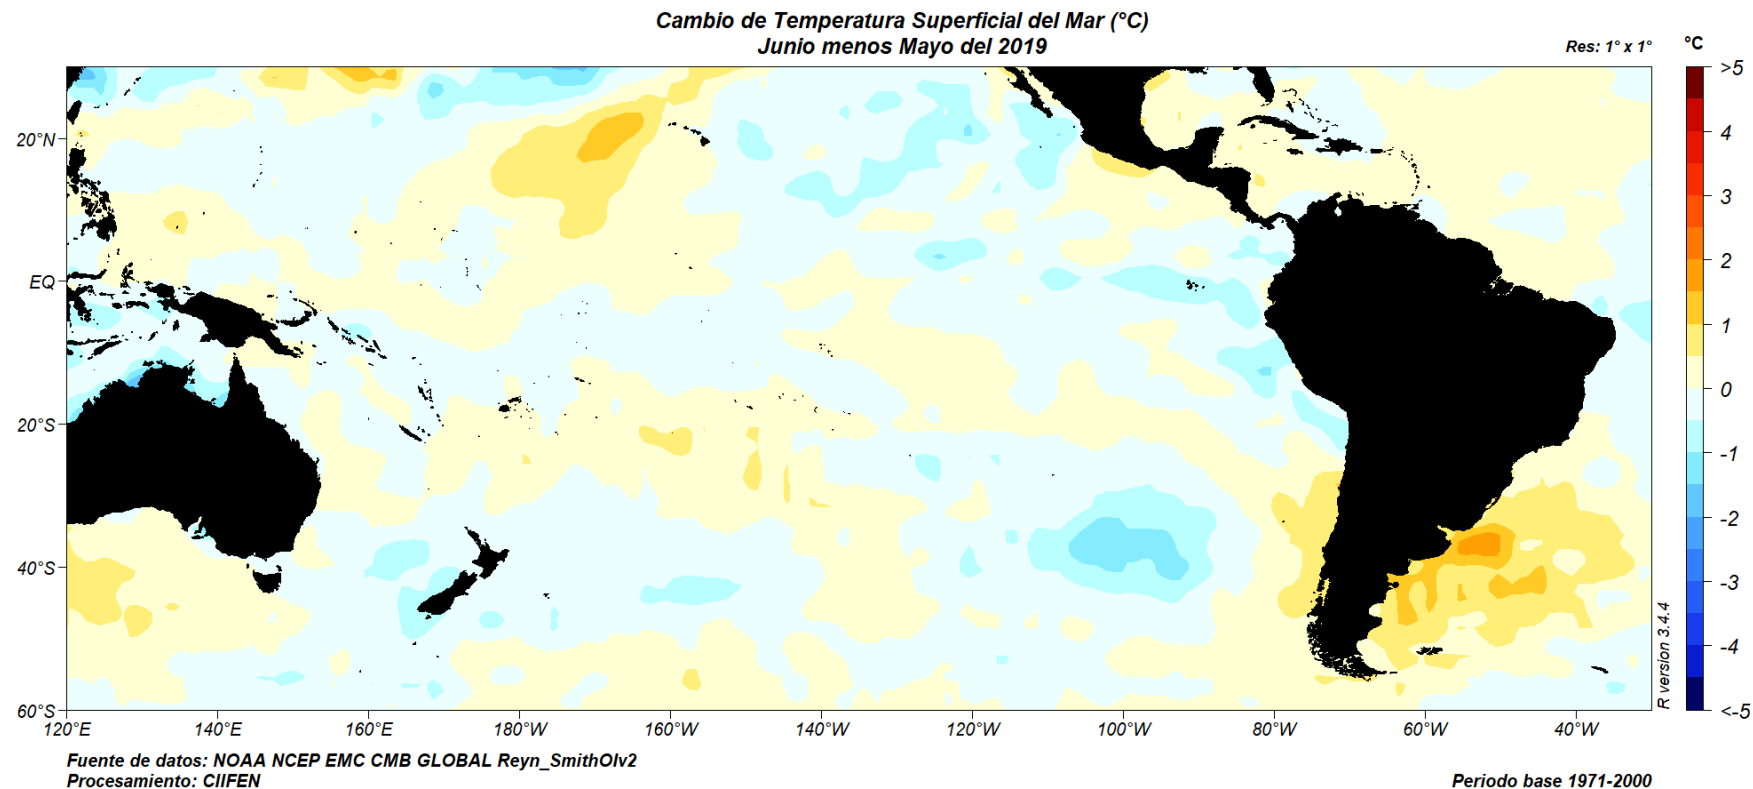 Cambio de Temperatura Superficial del Mar (°C)
Junio menos Mayo del 2019
Res: 1° x 1°
°C
>5
4
3
2
1
0
-1
-2
-3
-4
<-5
20°N
EQ
20°S
40°S
60°S
120°E 140°E 160°E 180°W 160°W 140°W 120°W 100°W 80°W 60°W 40°W
R version 3.4.4
Fuente de datos: NOAA NCEP EMC CMB GLOBAL Reyn_SmithOIv2
Procesamiento: CIIFEN
Periodo base 1971-2000